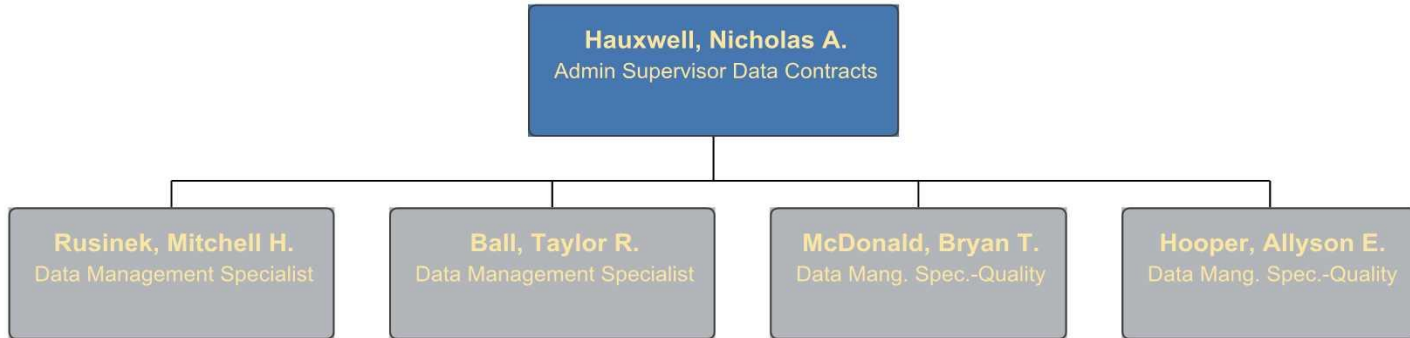 Hauxwell, Nicholas A.
Admin Supervisor Data Contracts
Rusinek, Mitchell H.
Data Management Specialist
Ball, Taylor R.
Data Management Specialist
McDonald, Bryan T.
Data Mang. Spec.-Quality
Hooper, Allyson E.
Data Mang. Spec.-Quality